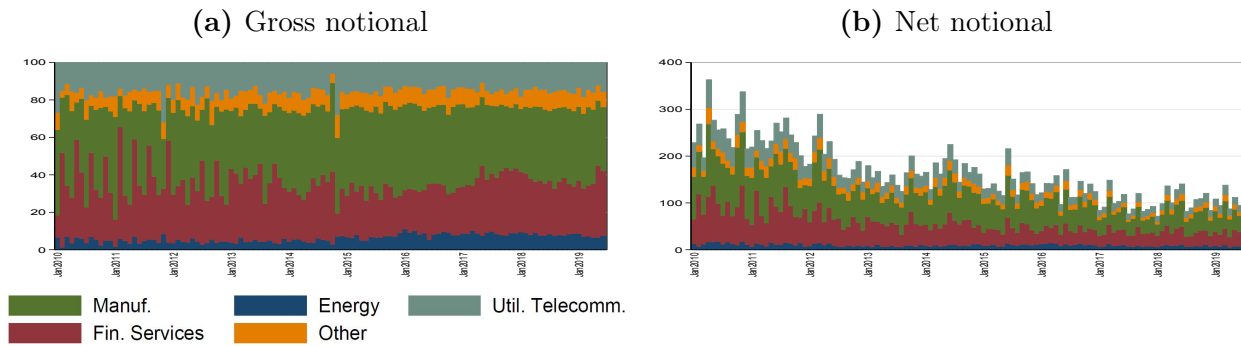 (a) Gross notional
(b) Net notional
100
80
60
40
20
0
Jan2010
Jan2011
Jan2012
Jan2013
Jan2014
Jan2015
Jan2016
Jan2017
Jan2018
Jan2019
400
300
200
100
0
Jan2010
Jan2011
Jan2012
Jan2013
Jan2014
Jan2015
Jan2016
Jan2017
Jan2018
Jan2019
Manuf.
Energy
Util. Telecomm.
Fin. Services
Other